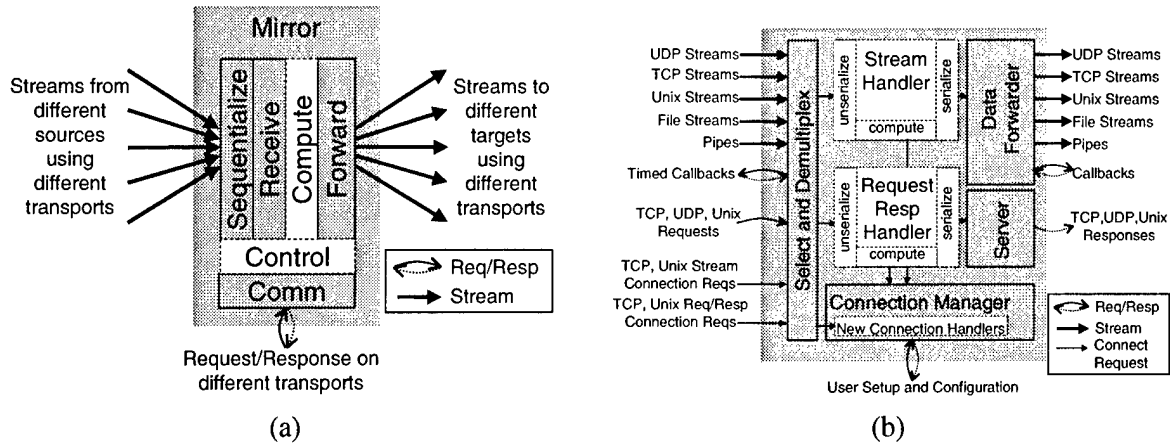 Mirror
Streams from
different
sources
using
different
transports
Sequentialize
Receive
Compute
Forward
Streams to
different
targets
using
different
transports
Control
Comm
Req/Resp
Stream
Request/Response on
different transports
(a)
UDP Streams
TCP Streams
Unix Streams
File Streams
Pipes
Timed Callbacks
TCP, UDP, Unix
Requests
TCP, Unix Stream
Connection Reqs
TCP, Unix Req/Resp
Connection Reqs
Select and Demultiplex
unserialize
Stream
Handler
serialize
compute
unserialize
Request
Resp
Handler
serialize
compute
Data
Forwarder
Server
Connection Manager
New Connection Handlers
UDP Streams
TCP Streams
Unix Streams
File Streams
Pipes
Callbacks
TCP,UDP,Unix
Responses
Req/Resp
Stream
Connect
Request
User Setup and Configuration
(b)